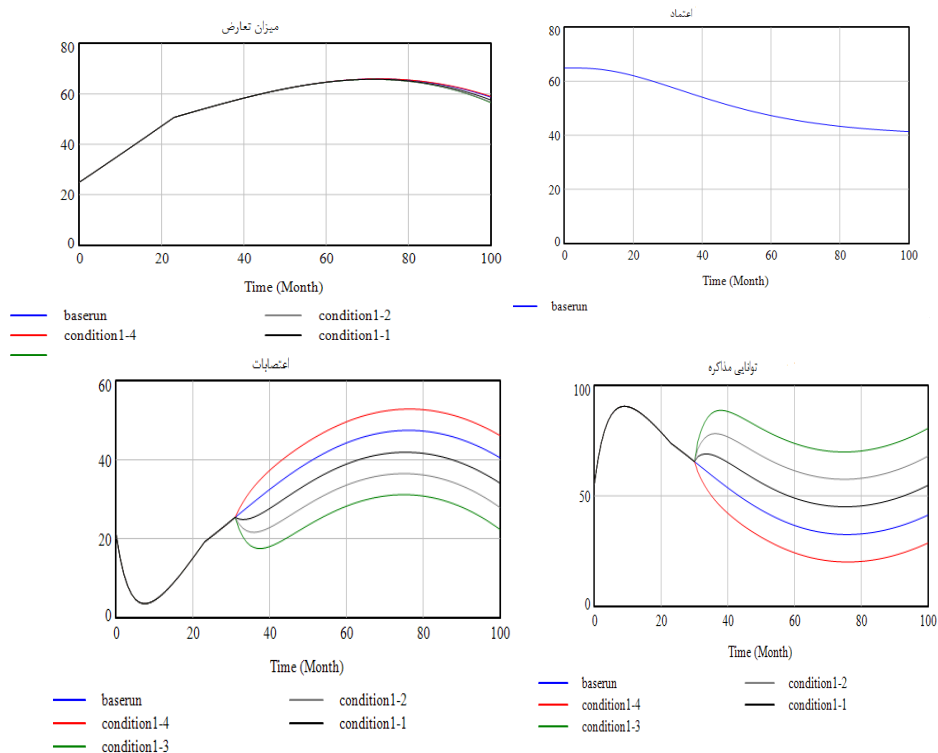 میزان تعارض
80
60
40
20
0
0 20 40 60 80 100
Time (Month)
baserun condition1-2
condition1-4 condition1-1
اعتماد
80
60
40
20
0
0 20 40 60 80 100
Time (Month)
baserun
اعتصابات
60
40
20
0
0 20 40 60 80 100
Time (Month)
baserun condition1-2
condition1-4 condition1-1
condition1-3
توانایی مذاکره
100
50
0
0 20 40 60 80 100
Time (Month)
baserun condition1-2
condition1-4 condition1-1
condition1-3